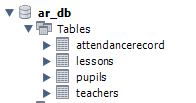 ar_db
Tables
attendancerecord
lessons
pupils
teachers